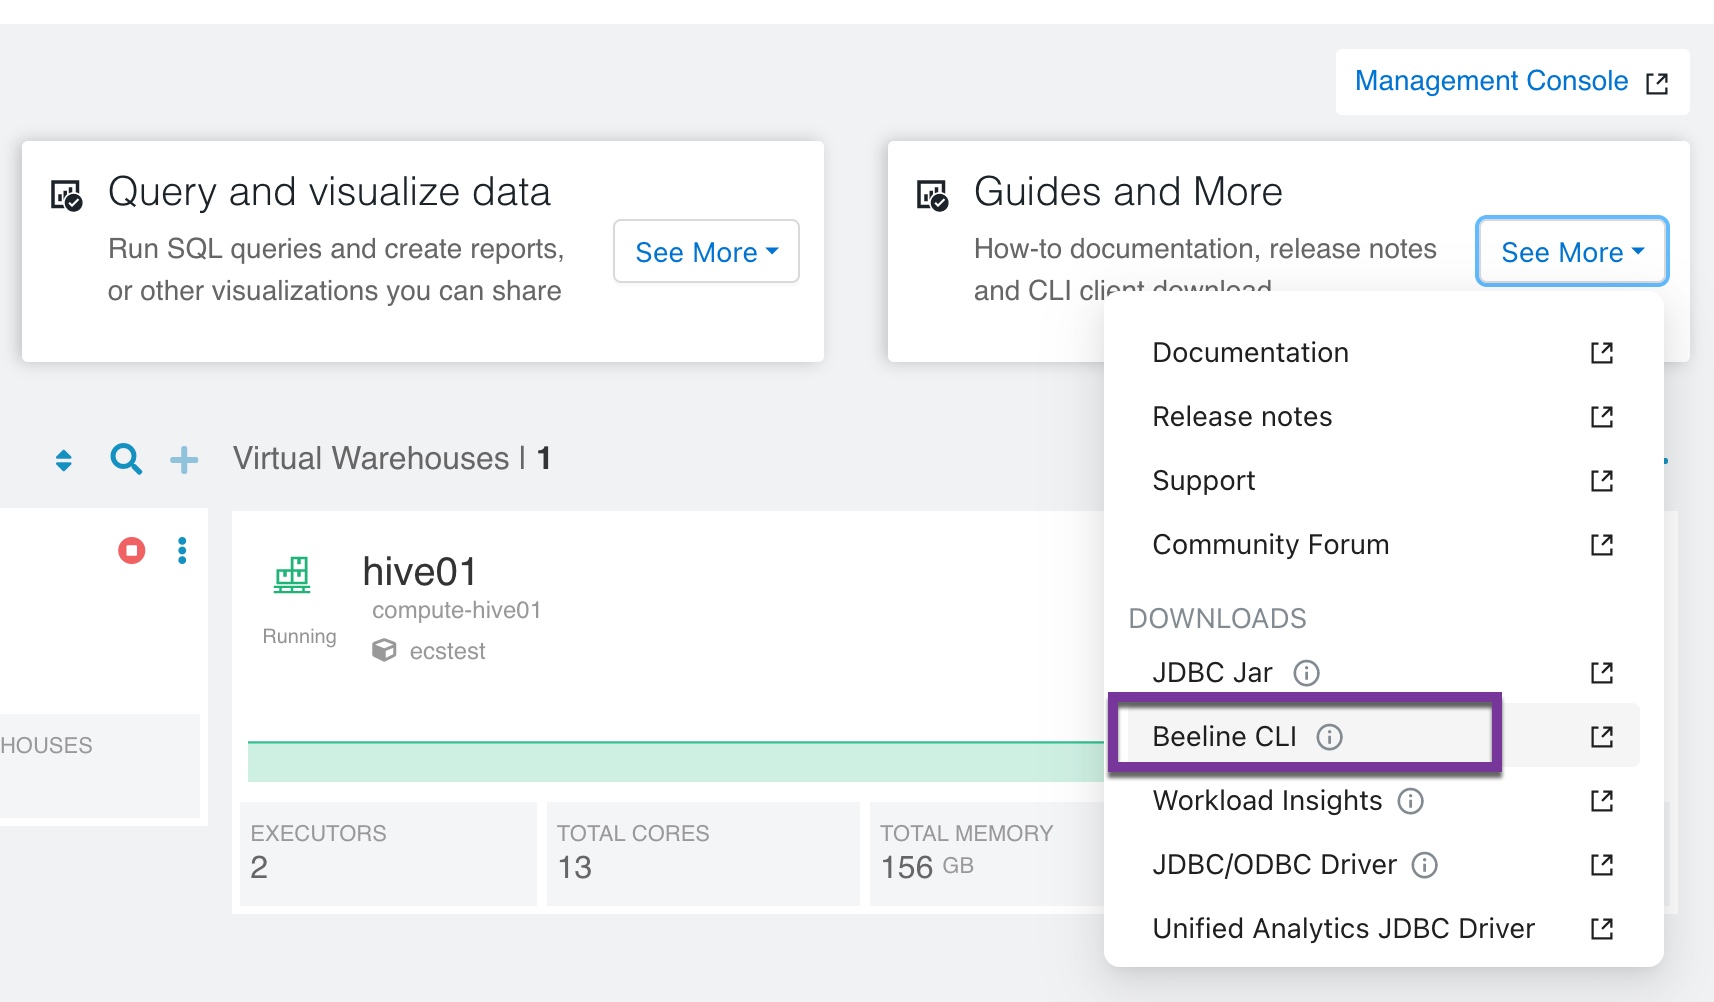 Management Console
Query and visualize data
Run SQL queries and create reports,
or other visualizations you can share
See More
Guides and More
How-to documentation, release notes
and CLI client download
See More
Documentation
Release notes
Support
Community Forum
DOWNLOADS
JDBC Jar
Beeline CLI
Workload Insights
JDBC/ODBC Driver
Unified Analytics JDBC Driver
Virtual Warehouses | 1
hive01
compute-hive01
Running
ecstest
HOUSES
EXECUTORS
2
TOTAL CORES
13
TOTAL MEMORY
156 GB